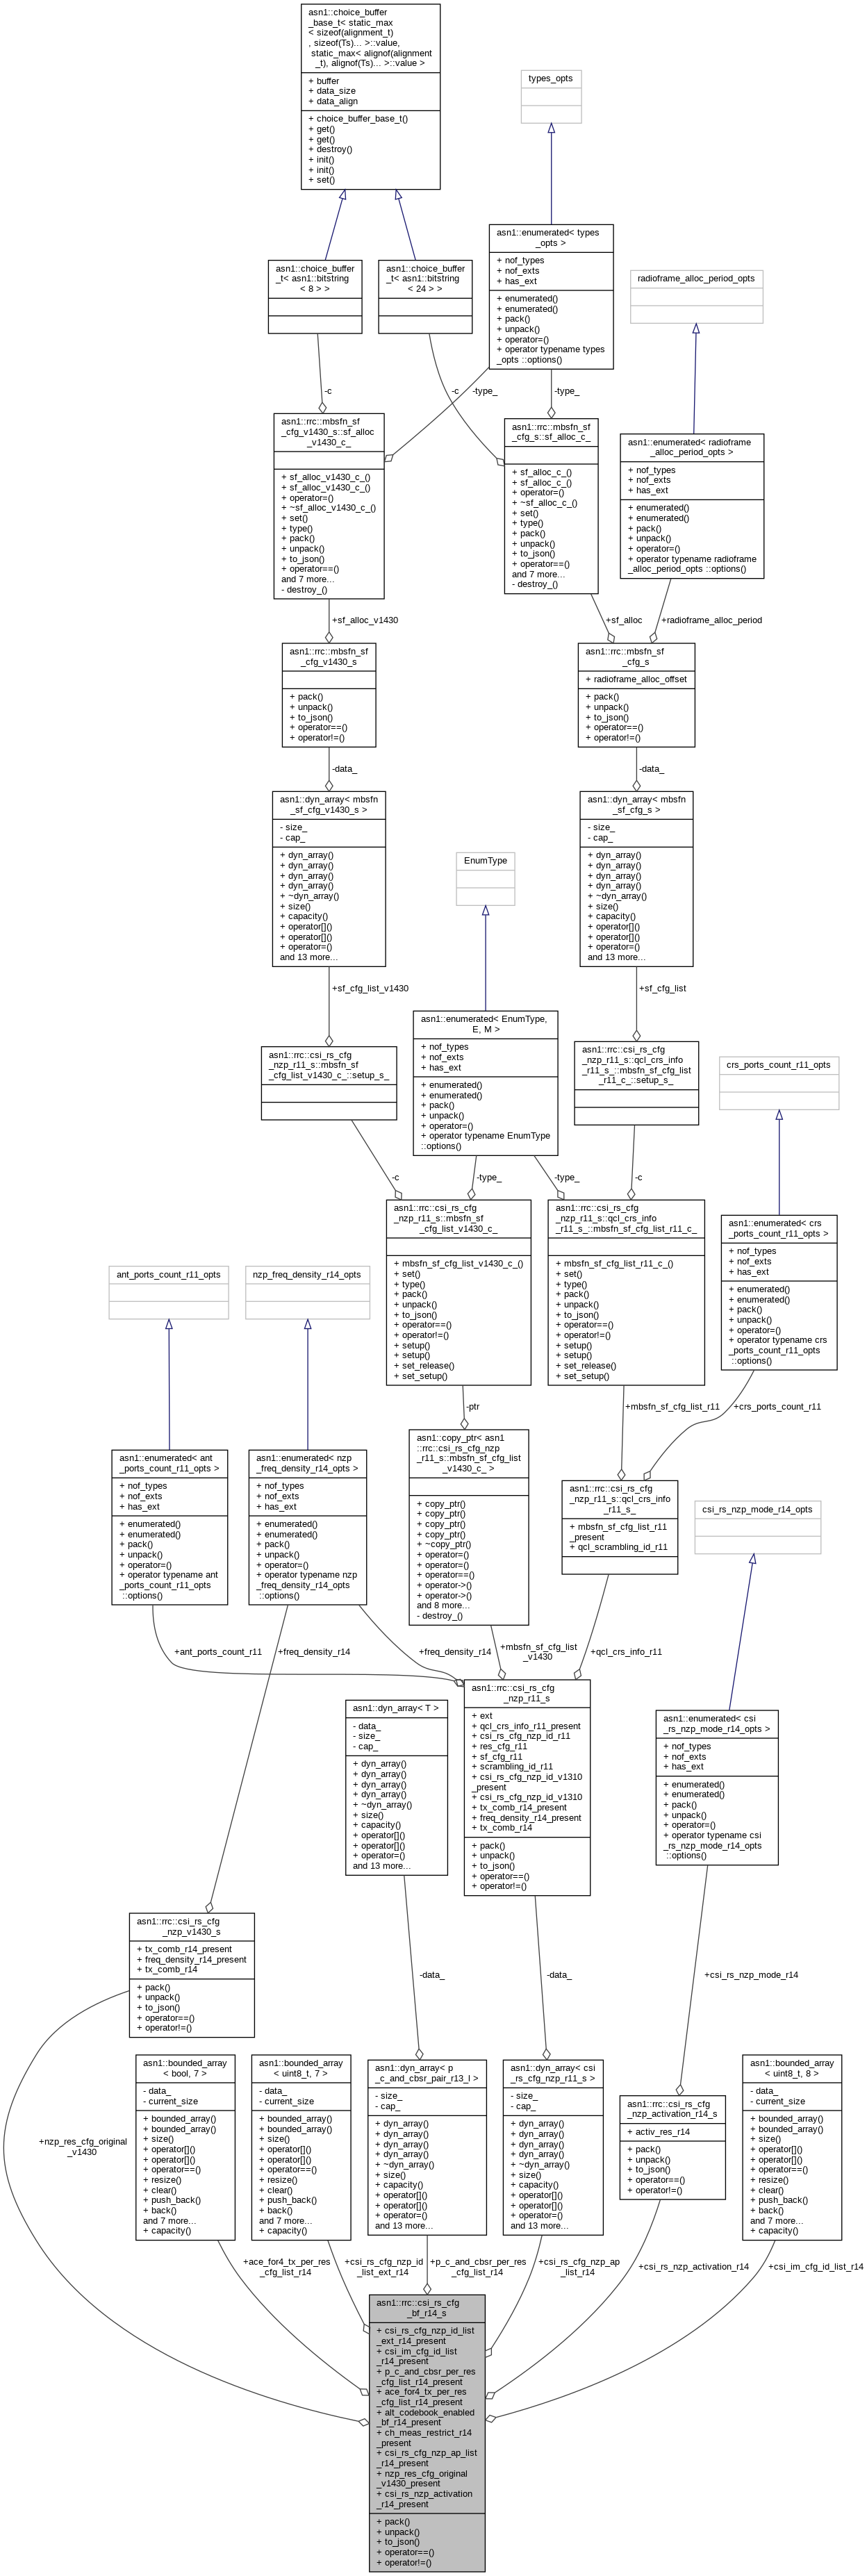 asn1::choice_buffer
_base_t< static_max
< sizeof(alignment_t)
, sizeof(Ts)... >::value,
static_max< alignof(alignment
_t), alignof(Ts)... >::value >
+ buffer
+ data_size
+ data_align
+ choice_buffer_base_t()
+ get()
+ get()
+ destroy()
+ init()
+ init()
+ set()
types_opts
asn1::enumerated< types
_opts >
+ nof_types
+ nof_exts
+ has_ext
+ enumerated()
+ enumerated()
+ pack()
+ unpack()
+ operator=()
+ operator typename types
_opts ::options()
asn1::choice_buffer
_t< asn1::bitstring
< 8 > >
asn1::choice_buffer
_t< asn1::bitstring
< 24 > >
radioframe_alloc_period_opts
-c
-c
-type_
-type_
asn1::rrc::mbsfn_sf
_cfg_v1430_s::sf_alloc
_v1430_c_
+ sf_alloc_v1430_c_()
+ sf_alloc_v1430_c_()
+ operator=()
+ ~sf_alloc_v1430_c_()
+ set()
+ type()
+ pack()
+ unpack()
+ to_json()
+ operator==()
and 7 more...
- destroy_()
asn1::rrc::mbsfn_sf
_cfg_s::sf_alloc_c_
+ sf_alloc_c_()
+ sf_alloc_c_()
+ operator=()
+ ~sf_alloc_c_()
+ set()
+ type()
+ pack()
+ unpack()
+ to_json()
+ operator==()
and 7 more...
- destroy_()
asn1::enumerated< radioframe
_alloc_period_opts >
+ nof_types
+ nof_exts
+ has_ext
+ enumerated()
+ enumerated()
+ pack()
+ unpack()
+ operator=()
+ operator typename radioframe
_alloc_period_opts ::options()
+sf_alloc_v1430
+sf_alloc
+radioframe_alloc_period
asn1::rrc::mbsfn_sf
_cfg_v1430_s
+ pack()
+ unpack()
+ to_json()
+ operator==()
+ operator!=()
asn1::rrc::mbsfn_sf
_cfg_s
+ radioframe_alloc_offset
+ pack()
+ unpack()
+ to_json()
+ operator==()
+ operator!=()
-data_
-data_
asn1::dyn_array< mbsfn
_sf_cfg_v1430_s >
- size_
- cap_
+ dyn_array()
+ dyn_array()
+ dyn_array()
+ dyn_array()
+ ~dyn_array()
+ size()
+ capacity()
+ operator[]()
+ operator[]()
+ operator=()
and 13 more...
asn1::dyn_array< mbsfn
_sf_cfg_s >
- size_
- cap_
+ dyn_array()
+ dyn_array()
+ dyn_array()
+ dyn_array()
+ ~dyn_array()
+ size()
+ capacity()
+ operator[]()
+ operator[]()
+ operator=()
and 13 more...
EnumType
+sf_cfg_list_v1430
+sf_cfg_list
asn1::enumerated< EnumType,
E, M >
+ nof_types
+ nof_exts
+ has_ext
+ enumerated()
+ enumerated()
+ pack()
+ unpack()
+ operator=()
+ operator typename EnumType
::options()
asn1::rrc::csi_rs_cfg
_nzp_r11_s::mbsfn_sf
_cfg_list_v1430_c_::setup_s_
asn1::rrc::csi_rs_cfg
_nzp_r11_s::qcl_crs_info
_r11_s_::mbsfn_sf_cfg_list
_r11_c_::setup_s_
crs_ports_count_r11_opts
-c
-type_
-type_
-c
asn1::rrc::csi_rs_cfg
_nzp_r11_s::mbsfn_sf
_cfg_list_v1430_c_
+ mbsfn_sf_cfg_list_v1430_c_()
+ set()
+ type()
+ pack()
+ unpack()
+ to_json()
+ operator==()
+ operator!=()
+ setup()
+ setup()
+ set_release()
+ set_setup()
asn1::rrc::csi_rs_cfg
_nzp_r11_s::qcl_crs_info
_r11_s_::mbsfn_sf_cfg_list_r11_c_
+ mbsfn_sf_cfg_list_r11_c_()
+ set()
+ type()
+ pack()
+ unpack()
+ to_json()
+ operator==()
+ operator!=()
+ setup()
+ setup()
+ set_release()
+ set_setup()
asn1::enumerated< crs
_ports_count_r11_opts >
+ nof_types
+ nof_exts
+ has_ext
+ enumerated()
+ enumerated()
+ pack()
+ unpack()
+ operator=()
+ operator typename crs
_ports_count_r11_opts
::options()
ant_ports_count_r11_opts
nzp_freq_density_r14_opts
-ptr
+mbsfn_sf_cfg_list_r11
+crs_ports_count_r11
asn1::enumerated< ant
_ports_count_r11_opts >
+ nof_types
+ nof_exts
+ has_ext
+ enumerated()
+ enumerated()
+ pack()
+ unpack()
+ operator=()
+ operator typename ant
_ports_count_r11_opts
::options()
asn1::enumerated< nzp
_freq_density_r14_opts >
+ nof_types
+ nof_exts
+ has_ext
+ enumerated()
+ enumerated()
+ pack()
+ unpack()
+ operator=()
+ operator typename nzp
_freq_density_r14_opts
::options()
asn1::copy_ptr< asn1
::rrc::csi_rs_cfg_nzp
_r11_s::mbsfn_sf_cfg_list
_v1430_c_ >
+ copy_ptr()
+ copy_ptr()
+ copy_ptr()
+ copy_ptr()
+ ~copy_ptr()
+ operator=()
+ operator=()
+ operator==()
+ operator->()
+ operator->()
and 8 more...
- destroy_()
asn1::rrc::csi_rs_cfg
_nzp_r11_s::qcl_crs_info
_r11_s_
+ mbsfn_sf_cfg_list_r11
_present
+ qcl_scrambling_id_r11
csi_rs_nzp_mode_r14_opts
+ant_ports_count_r11
+freq_density_r14
+freq_density_r14
+mbsfn_sf_cfg_list
_v1430
+qcl_crs_info_r11
asn1::dyn_array< T >
- data_
- size_
- cap_
+ dyn_array()
+ dyn_array()
+ dyn_array()
+ dyn_array()
+ ~dyn_array()
+ size()
+ capacity()
+ operator[]()
+ operator[]()
+ operator=()
and 13 more...
asn1::rrc::csi_rs_cfg
_nzp_r11_s
+ ext
+ qcl_crs_info_r11_present
+ csi_rs_cfg_nzp_id_r11
+ res_cfg_r11
+ sf_cfg_r11
+ scrambling_id_r11
+ csi_rs_cfg_nzp_id_v1310
_present
+ csi_rs_cfg_nzp_id_v1310
+ tx_comb_r14_present
+ freq_density_r14_present
+ tx_comb_r14
+ pack()
+ unpack()
+ to_json()
+ operator==()
+ operator!=()
asn1::enumerated< csi
_rs_nzp_mode_r14_opts >
+ nof_types
+ nof_exts
+ has_ext
+ enumerated()
+ enumerated()
+ pack()
+ unpack()
+ operator=()
+ operator typename csi
_rs_nzp_mode_r14_opts
::options()
asn1::rrc::csi_rs_cfg
_nzp_v1430_s
+ tx_comb_r14_present
+ freq_density_r14_present
+ tx_comb_r14
+ pack()
+ unpack()
+ to_json()
+ operator==()
+ operator!=()
-data_
-data_
+csi_rs_nzp_mode_r14
+nzp_res_cfg_original
_v1430
asn1::bounded_array
< bool, 7 >
- data_
- current_size
+ bounded_array()
+ bounded_array()
+ size()
+ operator[]()
+ operator[]()
+ operator==()
+ resize()
+ clear()
+ push_back()
+ back()
and 7 more...
+ capacity()
asn1::bounded_array
< uint8_t, 7 >
- data_
- current_size
+ bounded_array()
+ bounded_array()
+ size()
+ operator[]()
+ operator[]()
+ operator==()
+ resize()
+ clear()
+ push_back()
+ back()
and 7 more...
+ capacity()
asn1::dyn_array< p
_c_and_cbsr_pair_r13_l >
- size_
- cap_
+ dyn_array()
+ dyn_array()
+ dyn_array()
+ dyn_array()
+ ~dyn_array()
+ size()
+ capacity()
+ operator[]()
+ operator[]()
+ operator=()
and 13 more...
asn1::dyn_array< csi
_rs_cfg_nzp_r11_s >
- size_
- cap_
+ dyn_array()
+ dyn_array()
+ dyn_array()
+ dyn_array()
+ ~dyn_array()
+ size()
+ capacity()
+ operator[]()
+ operator[]()
+ operator=()
and 13 more...
asn1::rrc::csi_rs_cfg
_nzp_activation_r14_s
+ activ_res_r14
+ pack()
+ unpack()
+ to_json()
+ operator==()
+ operator!=()
asn1::bounded_array
< uint8_t, 8 >
- data_
- current_size
+ bounded_array()
+ bounded_array()
+ size()
+ operator[]()
+ operator[]()
+ operator==()
+ resize()
+ clear()
+ push_back()
+ back()
and 7 more...
+ capacity()
+ace_for4_tx_per_res
_cfg_list_r14
+csi_rs_cfg_nzp_id
_list_ext_r14
+p_c_and_cbsr_per_res
_cfg_list_r14
+csi_rs_cfg_nzp_ap
_list_r14
+csi_rs_nzp_activation_r14
+csi_im_cfg_id_list_r14
asn1::rrc::csi_rs_cfg
_bf_r14_s
+ csi_rs_cfg_nzp_id_list
_ext_r14_present
+ csi_im_cfg_id_list
_r14_present
+ p_c_and_cbsr_per_res
_cfg_list_r14_present
+ ace_for4_tx_per_res
_cfg_list_r14_present
+ alt_codebook_enabled
_bf_r14_present
+ ch_meas_restrict_r14
_present
+ csi_rs_cfg_nzp_ap_list
_r14_present
+ nzp_res_cfg_original
_v1430_present
+ csi_rs_nzp_activation
_r14_present
+ pack()
+ unpack()
+ to_json()
+ operator==()
+ operator!=()